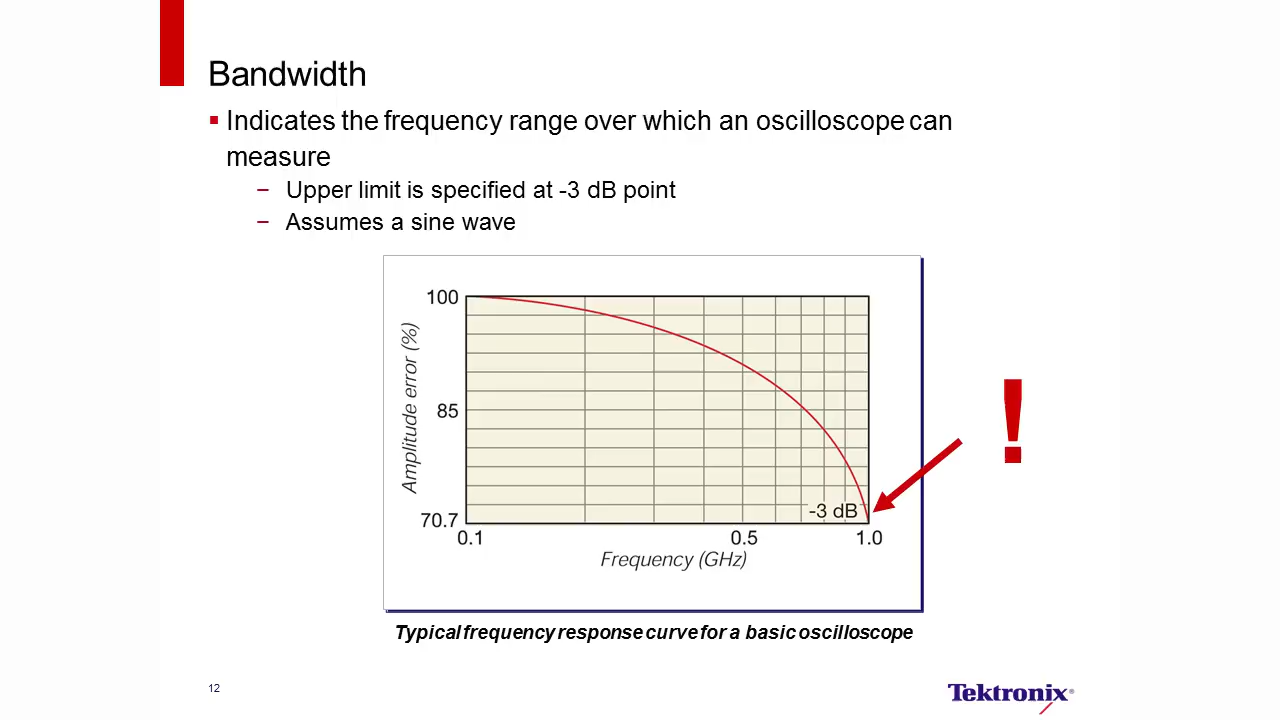 Bandwidth
▪ Indicates the frequency range over which an oscilloscope can
measure
– Upper limit is specified at -3 dB point
– Assumes a sine wave
100
85
70.7
Amplitude error (%)
-3 dB
0.1 0.5 1.0
Frequency (GHz)
!
Typical frequency response curve for a basic oscilloscope
12
Tektronix®